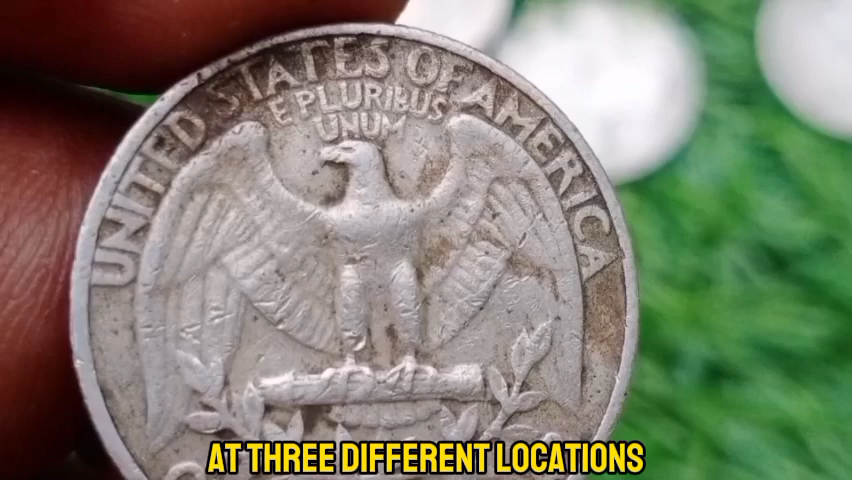 UNITED STATES OF AMERICA
E PLURIBUS
UNUM
AT THREE DIFFERENT LOCATIONS